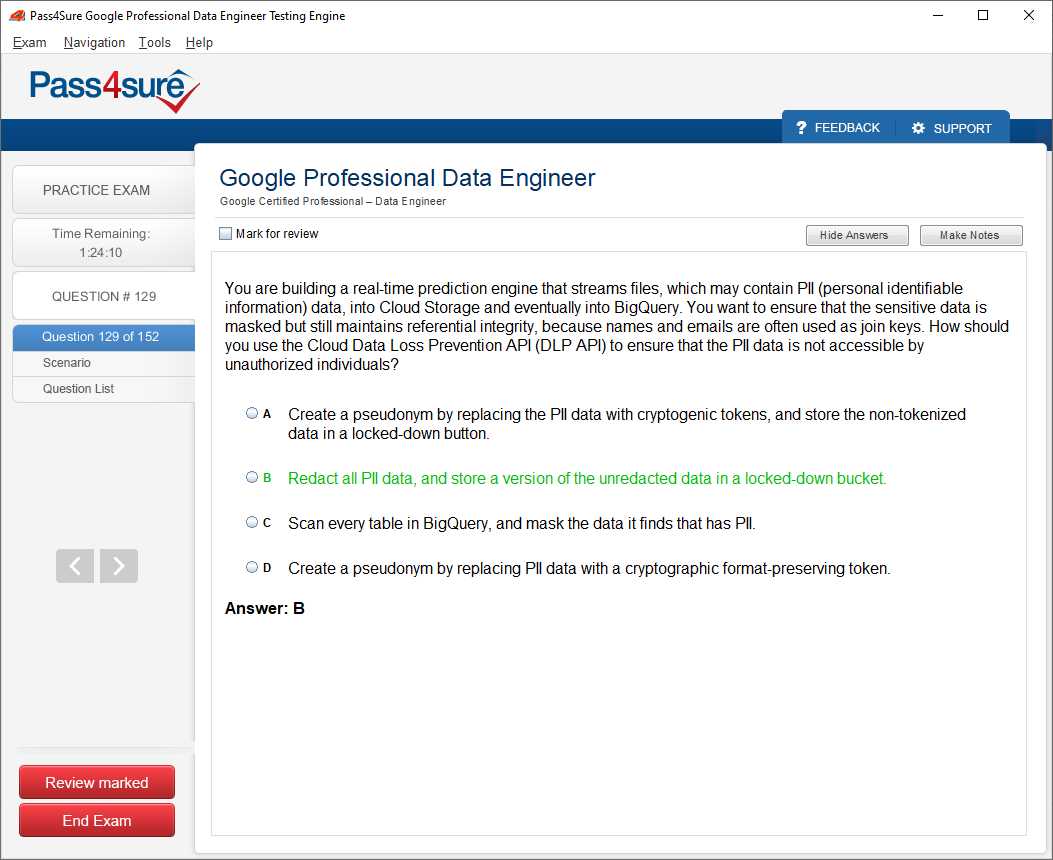 Pass4Sure Google Professional Data Engineer Testing Engine
Exam Navigation Tools Help
Pass4sure
? FEEDBACK SUPPORT
PRACTICE EXAM
Time Remaining:
1:24:10
QUESTION # 129
Question 129 of 152
Scenario
Question List
Google Professional Data Engineer
Google Certified Professional – Data Engineer
Mark for review
Hide Answers Make Notes
You are building a real-time prediction engine that streams files, which may contain PII (personal identifiable
information) data, into Cloud Storage and eventually into BigQuery. You want to ensure that the sensitive data is
masked but still maintains referential integrity, because names and emails are often used as join keys. How should
you use the Cloud Data Loss Prevention API (DLP API) to ensure that the PII data is not accessible by
unauthorized individuals?
A Create a pseudonym by replacing the PII data with cryptogenic tokens, and store the non-tokenized
data in a locked-down button.
B Redact all PII data, and store a version of the unredacted data in a locked-down bucket.
C Scan every table in BigQuery, and mask the data it finds that has PII.
D Create a pseudonym by replacing PII data with a cryptographic format-preserving token.
Answer: B
Review marked
End Exam